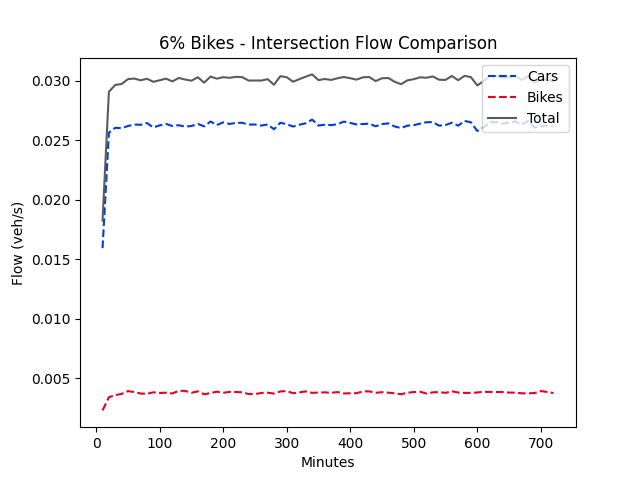 6% Bikes - Intersection Flow Comparison
Flow (veh/s)
0.030
0.025
0.020
0.015
0.010
0.005
Cars
Bikes
Total
0 100 200 300 400 500 600 700
Minutes